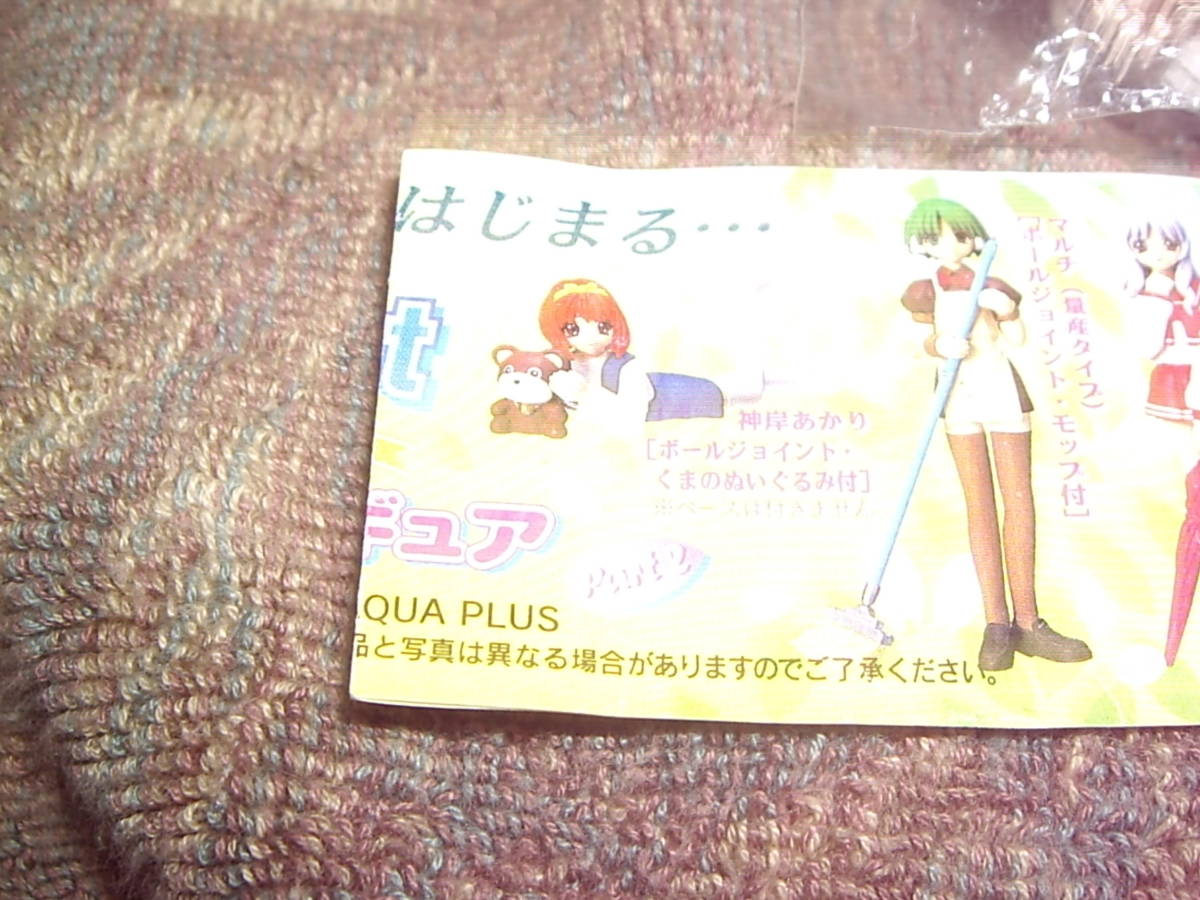 はじまる…
t
神岸あかり
[ボールジョイント・
くまのぬいぐるみ付]
※ベースは付きません
マルチ（量産タイプ）
[ボールジョイント・モップ付]
ギュア
QUA PLUS
品と写真は異なる場合がありますのでご了承ください。